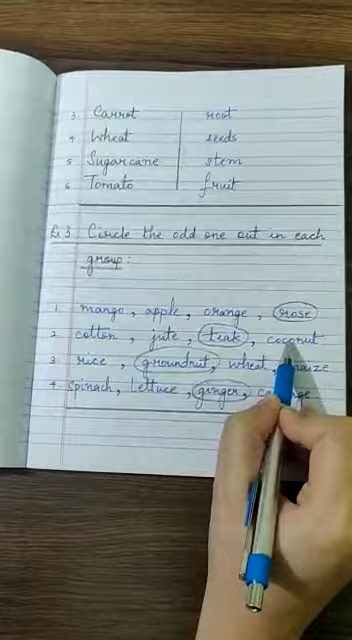 3. Carrot root
4. Wheat seeds
5 Sugarcane stem
6 Tomato fruit
Q.3 Circle the odd one out in each
group:
1. mango, apple, orange, rose
2. cotton, jute, teak, coconut
3. rice, groundnut, wheat, maize
4. spinach, lettuce, ginger,